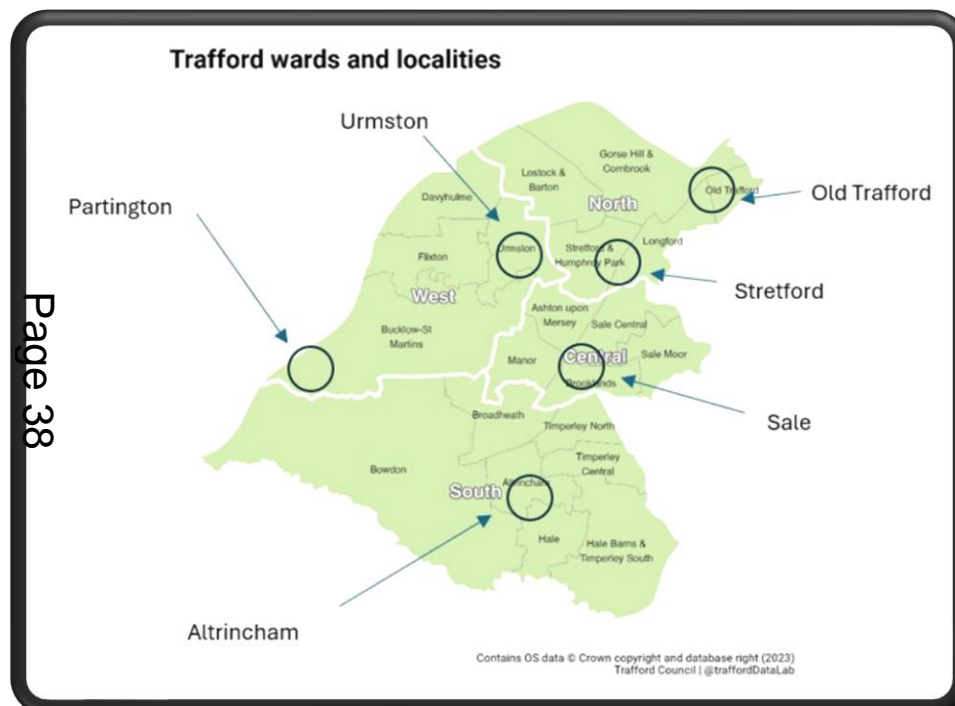 Trafford wards and localities
Urmston
Partington
Old Trafford
Stretford
Sale
Altrincham
Gorse Hill &
Cornbrook
Lostock &
Barton
Old Trafford
North
Davyhulme
Longford
Urmston
Stretford &
Humphrey Park
Flixton
West
Ashton upon
Mersey
Sale Central
Bucklow-St
Martins
Manor
Central
Sale Moor
Brooklands
Broadheath
Timperley North
Bowdon
Timperley
Central
South
Altrincham
Hale
Hale Barns &
Timperley South
Page 38
Contains OS data © Crown copyright and database right (2023)
Trafford Council | @traffordDataLab